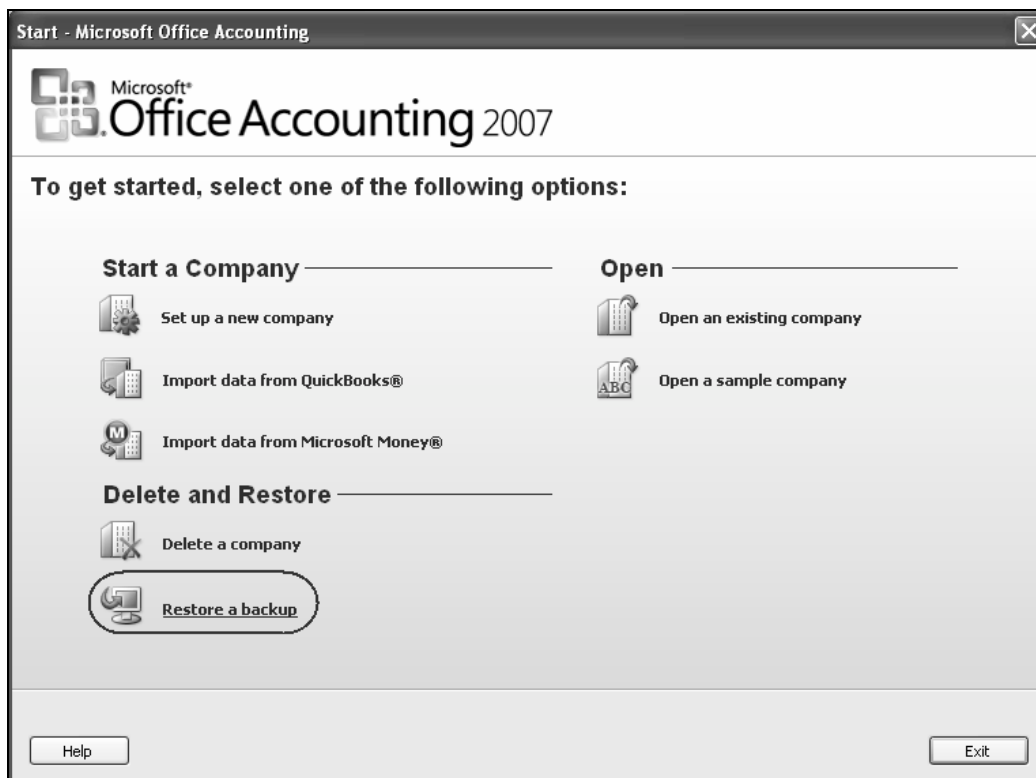 Start - Microsoft Office Accounting
Microsoft®
Office Accounting 2007
To get started, select one of the following options:
Start a Company
Set up a new company
Import data from QuickBooks®
Import data from Microsoft Money®
Delete and Restore
Delete a company
Restore a backup
Open
Open an existing company
ABC
Open a sample company
Help
Exit